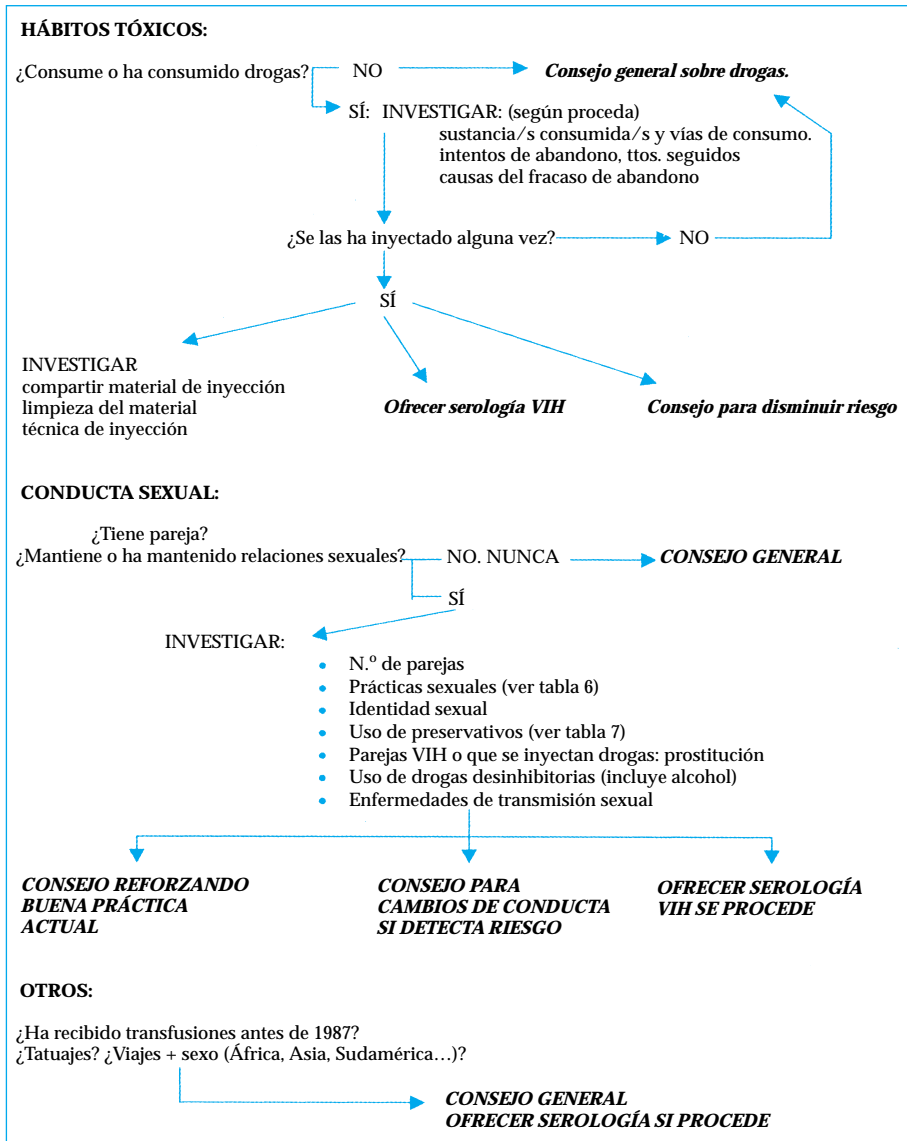 HÁBITOS TÓXICOS:
¿Consume o ha consumido drogas? NO Consejo general sobre drogas.
SÍ: INVESTIGAR: (según proceda)
sustancia/s consumida/s y vías de consumo.
intentos de abandono, ttos. seguidos
causas del fracaso de abandono
¿Se las ha inyectado alguna vez? NO
SÍ
INVESTIGAR
compartir material de inyección
limpieza del material
técnica de inyección
Ofrecer serología VIH
Consejo para disminuir riesgo
CONDUCTA SEXUAL:
¿Tiene pareja?
¿Mantiene o ha mantenido relaciones sexuales? NO. NUNCA CONSEJO GENERAL
SÍ
INVESTIGAR:
• N.º de parejas
• Prácticas sexuales (ver tabla 6)
• Identidad sexual
• Uso de preservativos (ver tabla 7)
• Parejas VIH o que se inyectan drogas: prostitución
• Uso de drogas desinhibitorias (incluye alcohol)
• Enfermedades de transmisión sexual
CONSEJO REFORZANDO
BUENA PRÁCTICA
ACTUAL
CONSEJO PARA
CAMBIOS DE CONDUCTA
SI DETECTA RIESGO
OFRECER SEROLOGÍA
VIH SE PROCEDE
OTROS:
¿Ha recibido transfusiones antes de 1987?
¿Tatuajes? ¿Viajes + sexo (África, Asia, Sudamérica…)?
CONSEJO GENERAL
OFRECER SEROLOGÍA SI PROCEDE